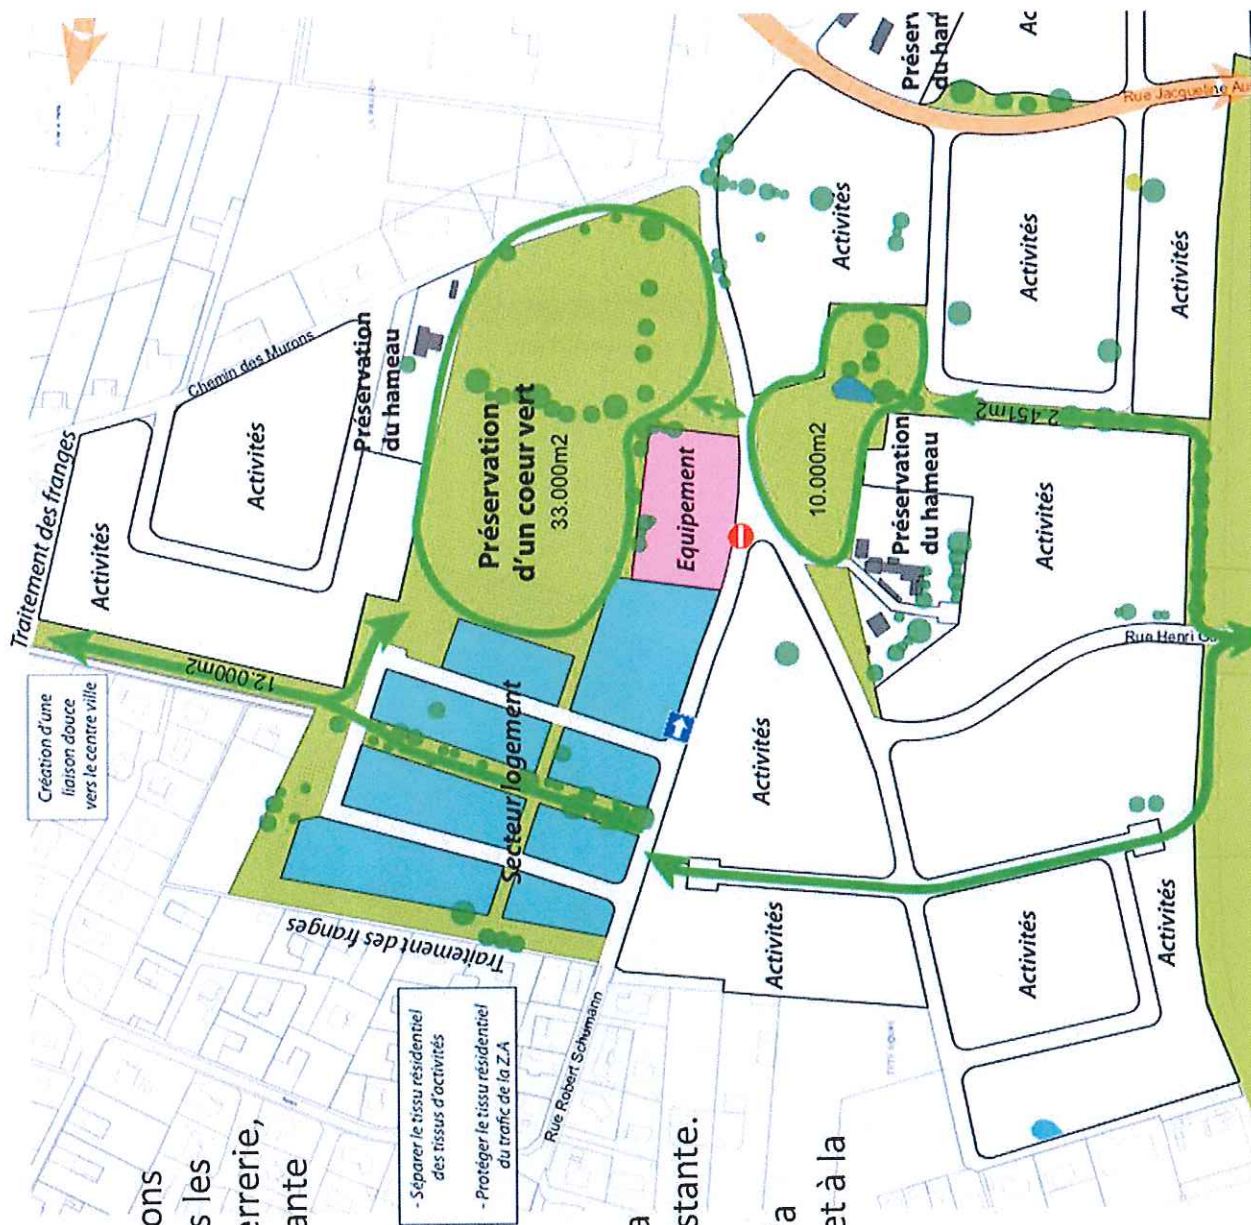 Traitement des franges
Création d'une
liaison douce
vers le centre ville
12.000m2
Activités
Activités
Chemin des Murons
Préservation
du hameau
Préservation
d'un coeur vert
33.000m2
Secteur logement
Equipement
Traitement des franges
- Séparer le tissu résidentiel
des tissus d'activités
- Protéger le tissu résidentiel
du trafic de la Z.A
Rue Robert Schumann
ons
s les
errerie,
ante
a
stante.
a
et à la
Activités
Activités
Activités
Activités
10.000m2
Préservation
du hameau
2.451m2
Activités
Rue Henri
Activités
Activités
Activités
Préserv
du ham
Rue Jacqueline Au
Ac